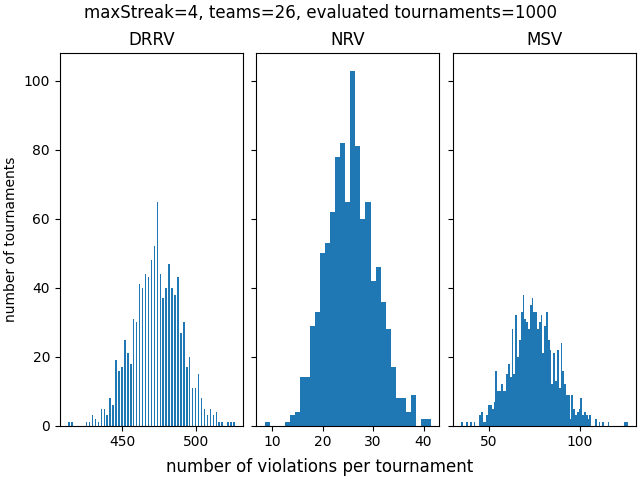 maxStreak=4, teams=26, evaluated tournaments=1000
DRRV NRV MSV
number of tournaments
100
80
60
40
20
0
450 500 10 20 30 40 50 100
number of violations per tournament